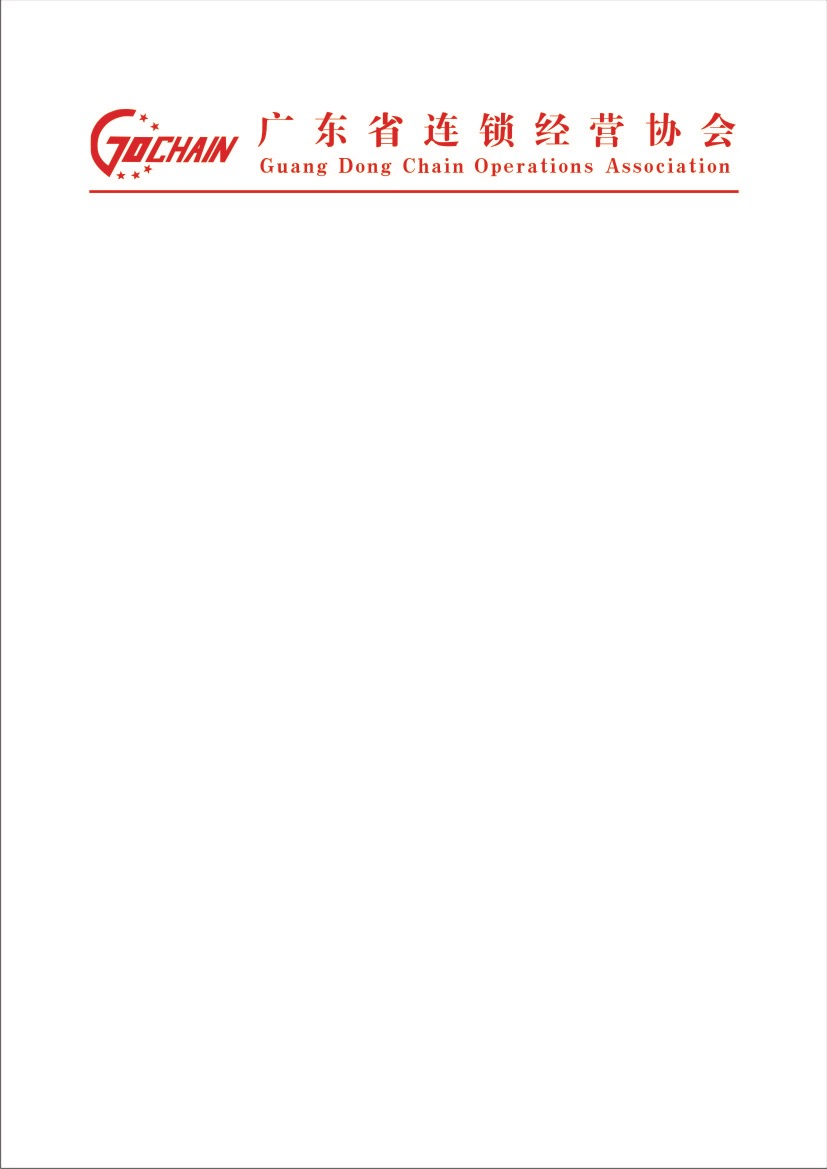 GOCHAIN
广东省连锁经营协会
Guang Dong Chain Operations Association